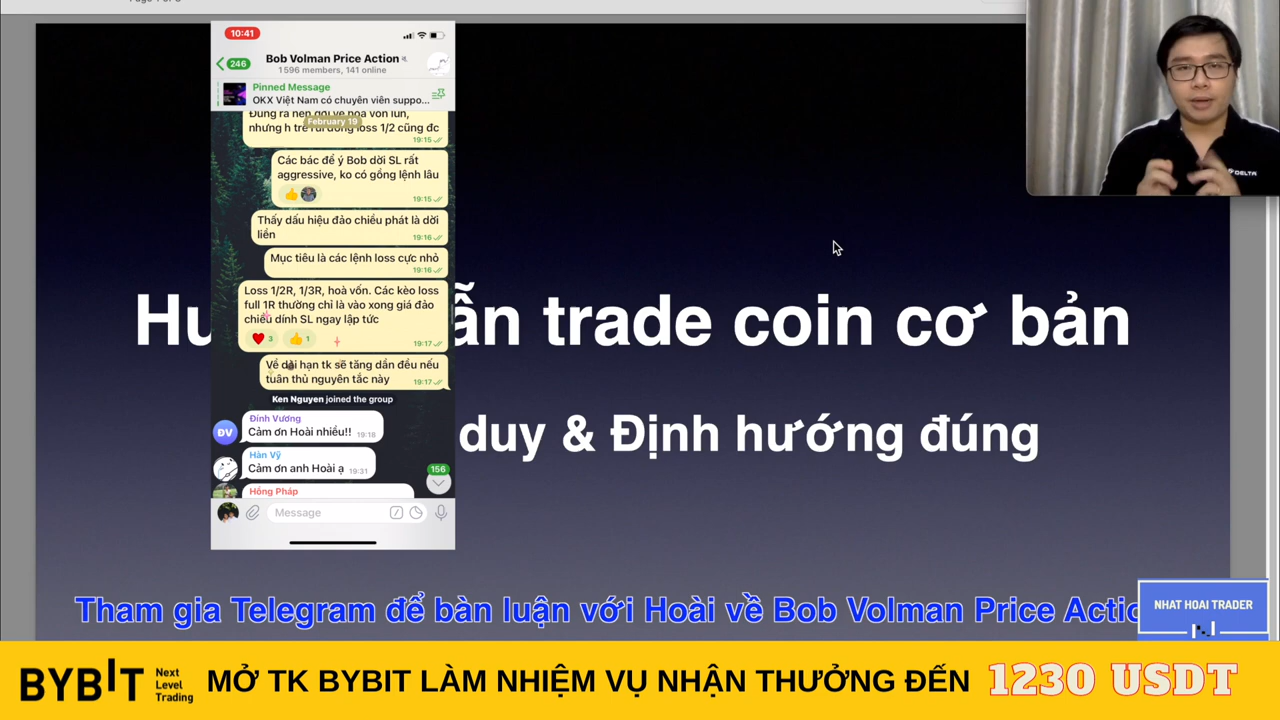 10:41
246
Bob Volman Price Action
1 596 members, 141 online
Pinned Message
OKX Việt Nam có chuyên viên suppo...
February 19
nhưng h trễ rùi đóng loss 1/2 cũng đc
19:15
Các bác để ý Bob dời SL rất
aggressive, ko có gồng lệnh lâu
19:15
Thấy dấu hiệu đảo chiều phát là dời
liền
19:16
Mục tiêu là các lệnh loss cực nhỏ
19:16
Loss 1/2R, 1/3R, hoà vốn. Các kèo loss
full 1R thường chỉ là vào xong giá đảo
chiều dính SL ngay lập tức
3
1
19:17
Về dài hạn tk sẽ tăng dần đều nếu
tuân thủ nguyên tắc này
19:17
Ken Nguyen joined the group
ĐV
Đính Vương
Cảm ơn Hoài nhiều!!
19:18
Hàn Vỹ
Cảm ơn anh Hoài ạ
19:31
156
Hồng Pháp
Message
DELTA
Hu ẫn trade coin cơ bản
duy & Định hướng đúng
Tham gia Telegram để bàn luận với Hoài về Bob Volman Price Actio
NHAT HOAI TRADER
BYBIT
Next
Level
Trading
MỞ TK BYBIT LÀM NHIỆM VỤ NHẬN THƯỞNG ĐẾN
1230 USDT